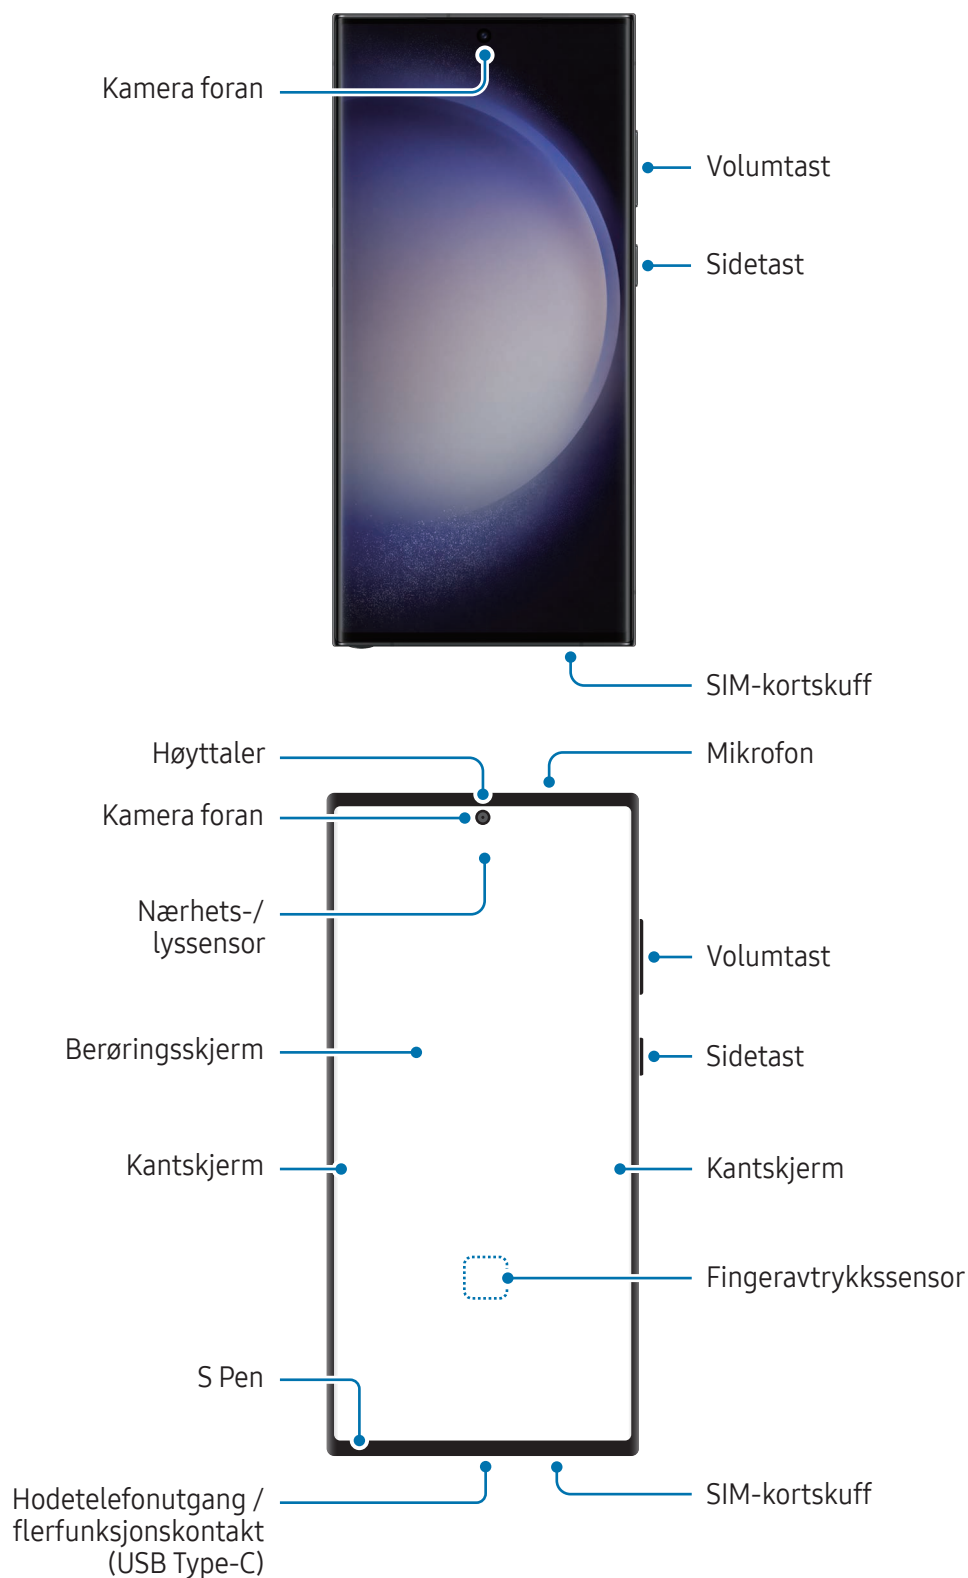 Kamera foran
Volumtast
Sidetast
SIM-kortskuff
Høyttaler
Mikrofon
Kamera foran
Nærhets-/
lyssensor
Volumtast
Berøringsskjerm
Sidetast
Kantskjerm
Kantskjerm
Fingeravtrykkssensor
S Pen
Hodetelefonutgang /
flerfunksjonskontakt
(USB Type-C)
SIM-kortskuff